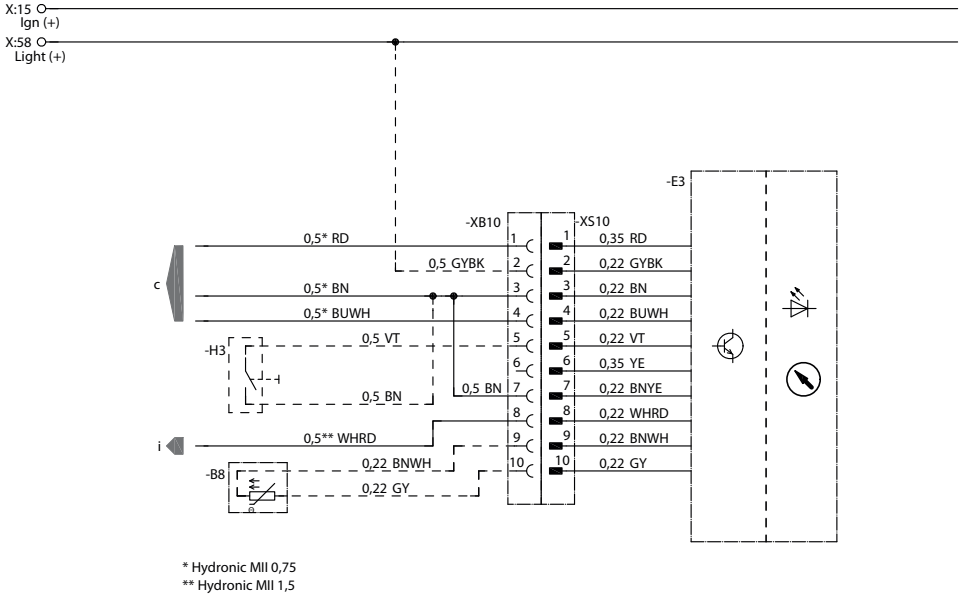 X:15
Ign (+)
X:58
Light (+)
-E3
-XB10
-XS10
0,5* RD
1
1
0,35 RD
0,5 GYBK
2
2
0,22 GYBK
c
0,5* BN
3
3
0,22 BN
0,5* BUWH
4
4
0,22 BUWH
-H3
0,5 VT
5
5
0,22 VT
6
6
0,35 YE
0,5 BN
0,5 BN
7
7
0,22 BNYE
8
8
0,22 WHRD
i
0,5** WHRD
9
9
0,22 BNWH
-B8
0,22 BNWH
10
10
0,22 GY
0,22 GY
* Hydronic MII 0,75
** Hydronic MII 1,5